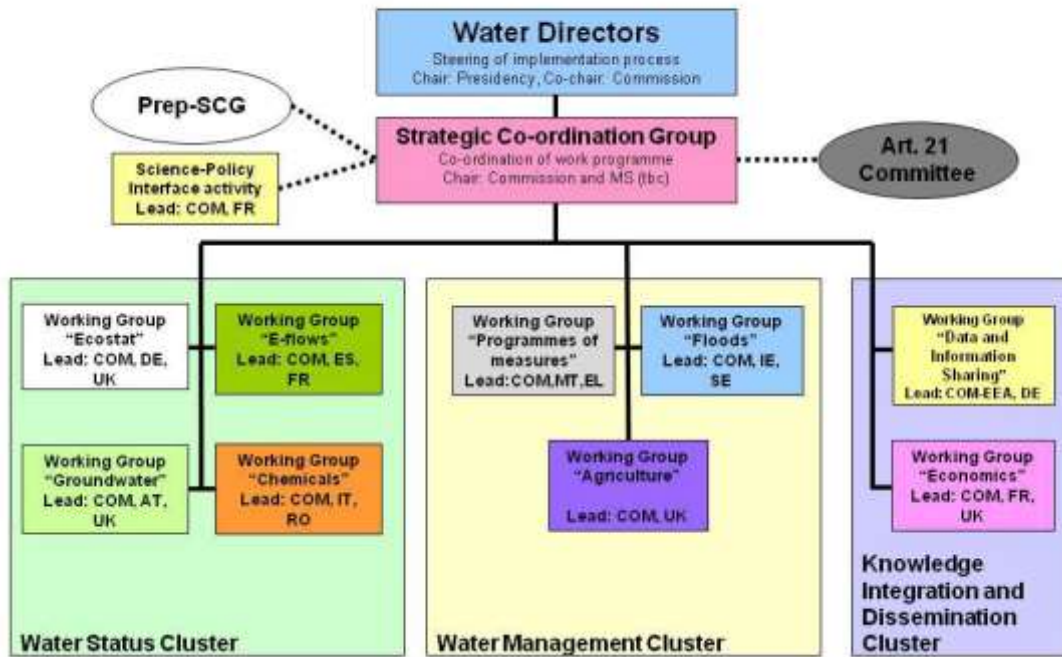 Water Directors
Steering of implementation process
Chair: Presidency, Co-chair: Commission
Prep-SCG
Strategic Co-ordination Group
Co-ordination of work programme
Chair: Commission and MS (tbc)
Art. 21
Committee
Science-Policy
Interface activity
Lead: COM, FR
Working Group
“Ecostat”
Lead: COM, DE,
UK
Working Group
“E-flows”
Lead: COM, ES,
FR
Working Group
“Groundwater”
Lead: COM, AT,
UK
Working Group
“Chemicals”
Lead: COM, IT,
RO
Water Status Cluster
Working Group
“Programmes of
measures”
Lead:COM,MT,EL
Working Group
“Floods”
Lead: COM, IE,
SE
Working Group
“Agriculture”
Lead: COM, UK
Water Management Cluster
Working Group
“Data and
Information
Sharing”
Lead: COM-EEA, DE
Working Group
“Economics”
Lead: COM, FR,
UK
Knowledge
Integration and
Dissemination
Cluster